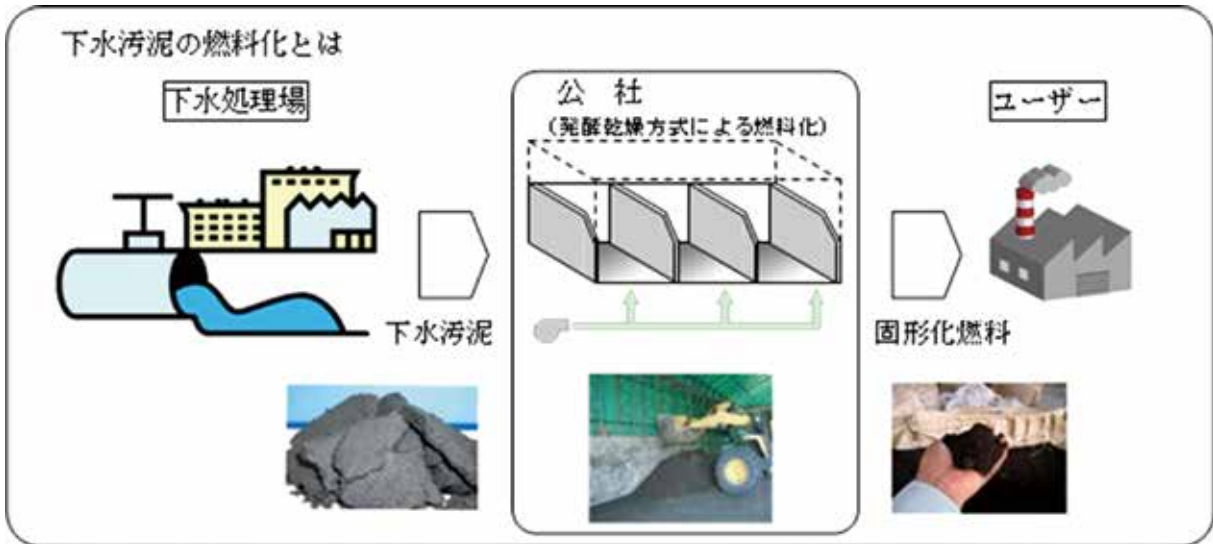 下水汚泥の燃料化とは
下水処理場
公 社
(発酵乾燥方式による燃料化)
ユーザー
下水汚泥
固形化燃料